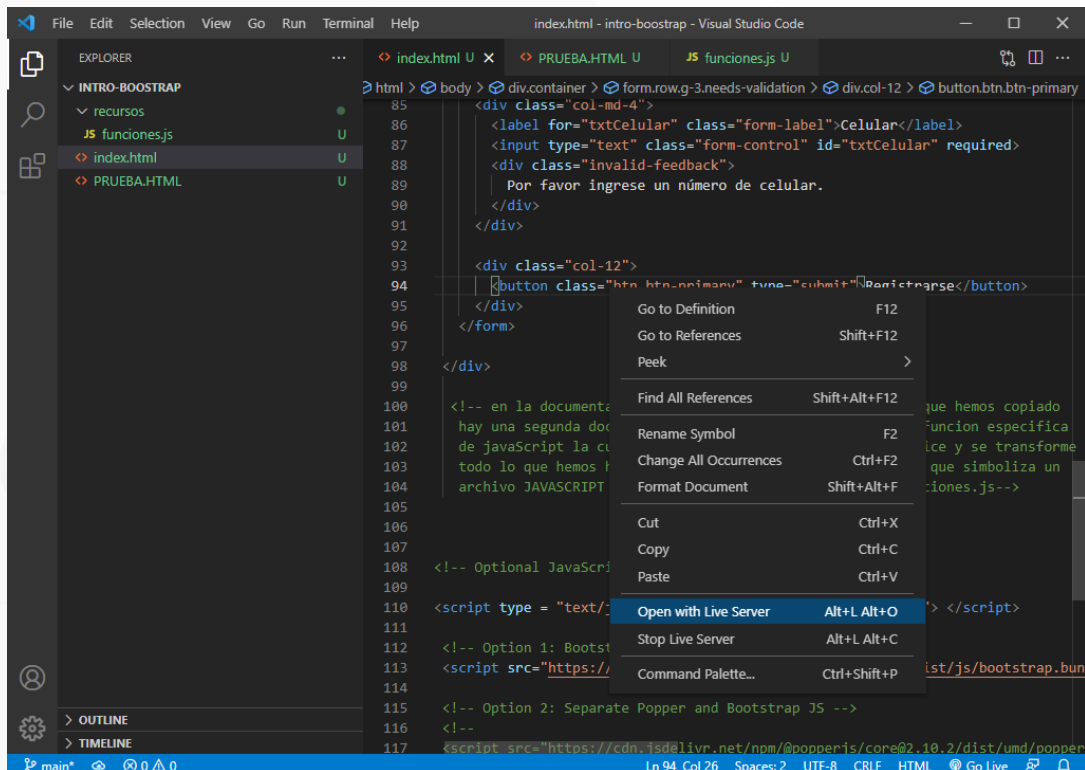 File Edit Selection View Go Run Terminal Help index.html - intro-boostrap - Visual Studio Code
EXPLORER
INTRO-BOOSTRAP
recursos
JS funciones.js U
index.html U
PRUEBA.HTML U
OUTLINE
TIMELINE
index.html U PRUEBA.HTML U JS funciones.js U
html > body > div.container > form.row.g-3.needs-validation > div.col-12 > button.btn.btn-primary
85 <div class="col-md-4">
86 <label for="txtCelular" class="form-label">Celular</label>
87 <input type="text" class="form-control" id="txtCelular" required>
88 <div class="invalid-feedback">
89 Por favor ingrese un número de celular.
90 </div>
91 </div>
92
93 <div class="col-12">
94 <button class="btn btn-primary" type="submit">Registrarse</button>
95 </div>
96 </form>
97
98 </div>
99
100 <!-- en la documenta que hemos copiado
101 hay una segunda doc funcion especifica
102 de javaScript la cu ice y se transforme
103 todo lo que hemos h que simboliza un
104 archivo JAVASCRIPT iones.js-->
105
106
107
108 <!-- Optional JavaScri
109
110 <script type = "text/j "> </script>
111
112 <!-- Option 1: Bootst
113 <script src="https:// ist/js/bootstrap.bun
114
115 <!-- Option 2: Separate Popper and Bootstrap JS -->
116 <!--
117 <script src="https://cdn.jsdelivr.net/npm/@popperjs/core@2.10.2/dist/umd/popper
Go to Definition F12
Go to References Shift+F12
Peek >
Find All References Shift+Alt+F12
Rename Symbol F2
Change All Occurrences Ctrl+F2
Format Document Shift+Alt+F
Cut Ctrl+X
Copy Ctrl+C
Paste Ctrl+V
Open with Live Server Alt+L Alt+O
Stop Live Server Alt+L Alt+C
Command Palette... Ctrl+Shift+P
main* 0 0 Ln 94, Col 26 Spaces: 2 UTF-8 CRLF HTML Go Live